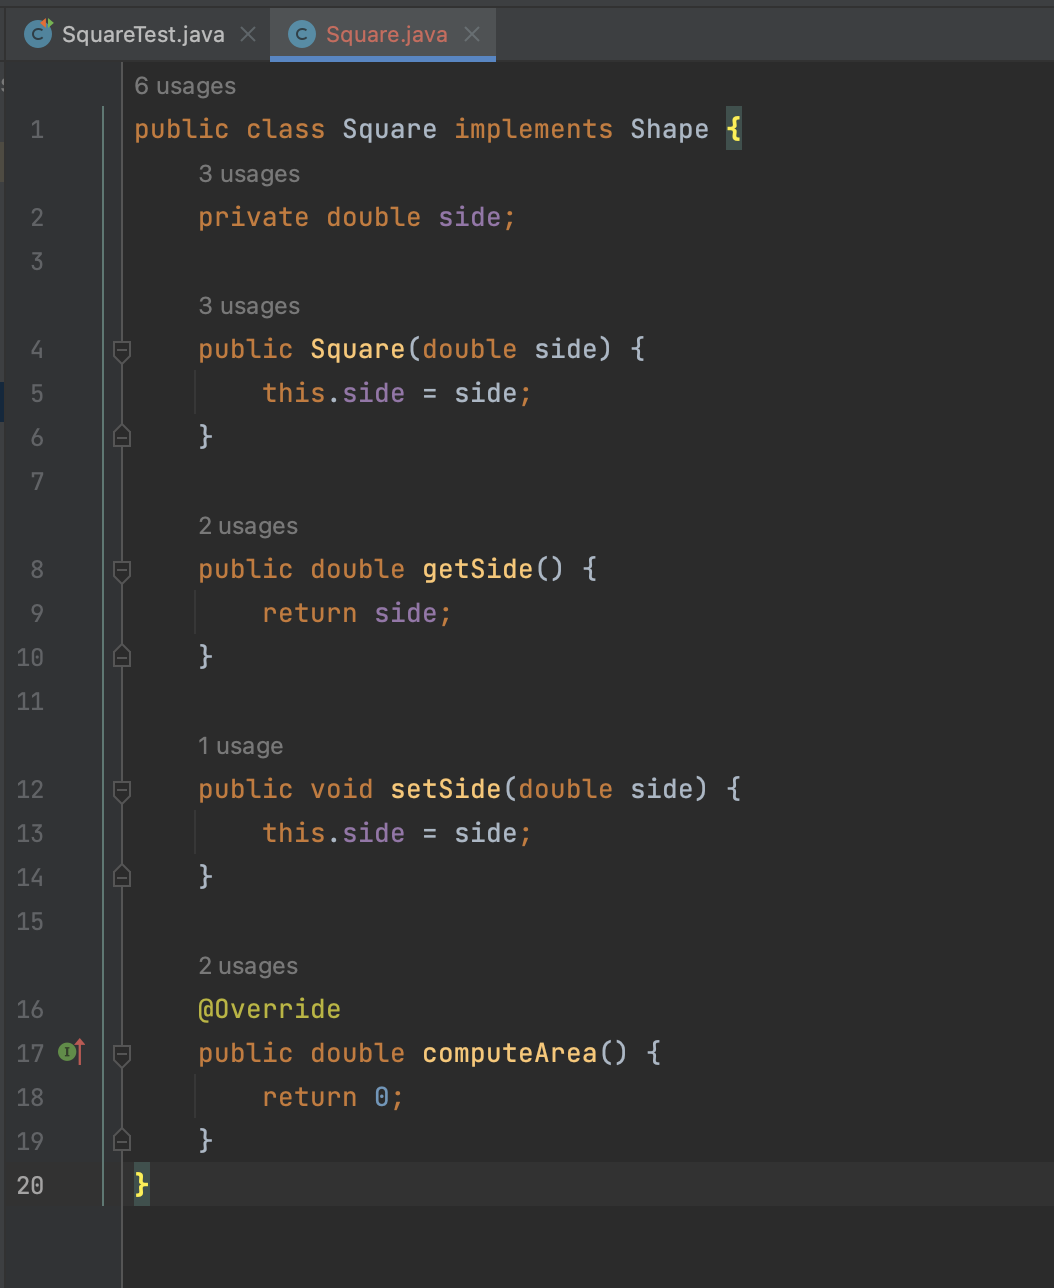 SquareTest.java Square.java
6 usages
1 public class Square implements Shape {
3 usages
2 private double side;
3
3 usages
4 public Square(double side) {
5 this.side = side;
6 }
7
2 usages
8 public double getSide() {
9 return side;
10 }
11
1 usage
12 public void setSide(double side) {
13 this.side = side;
14 }
15
2 usages
16 @Override
17 public double computeArea() {
18 return 0;
19 }
20 }